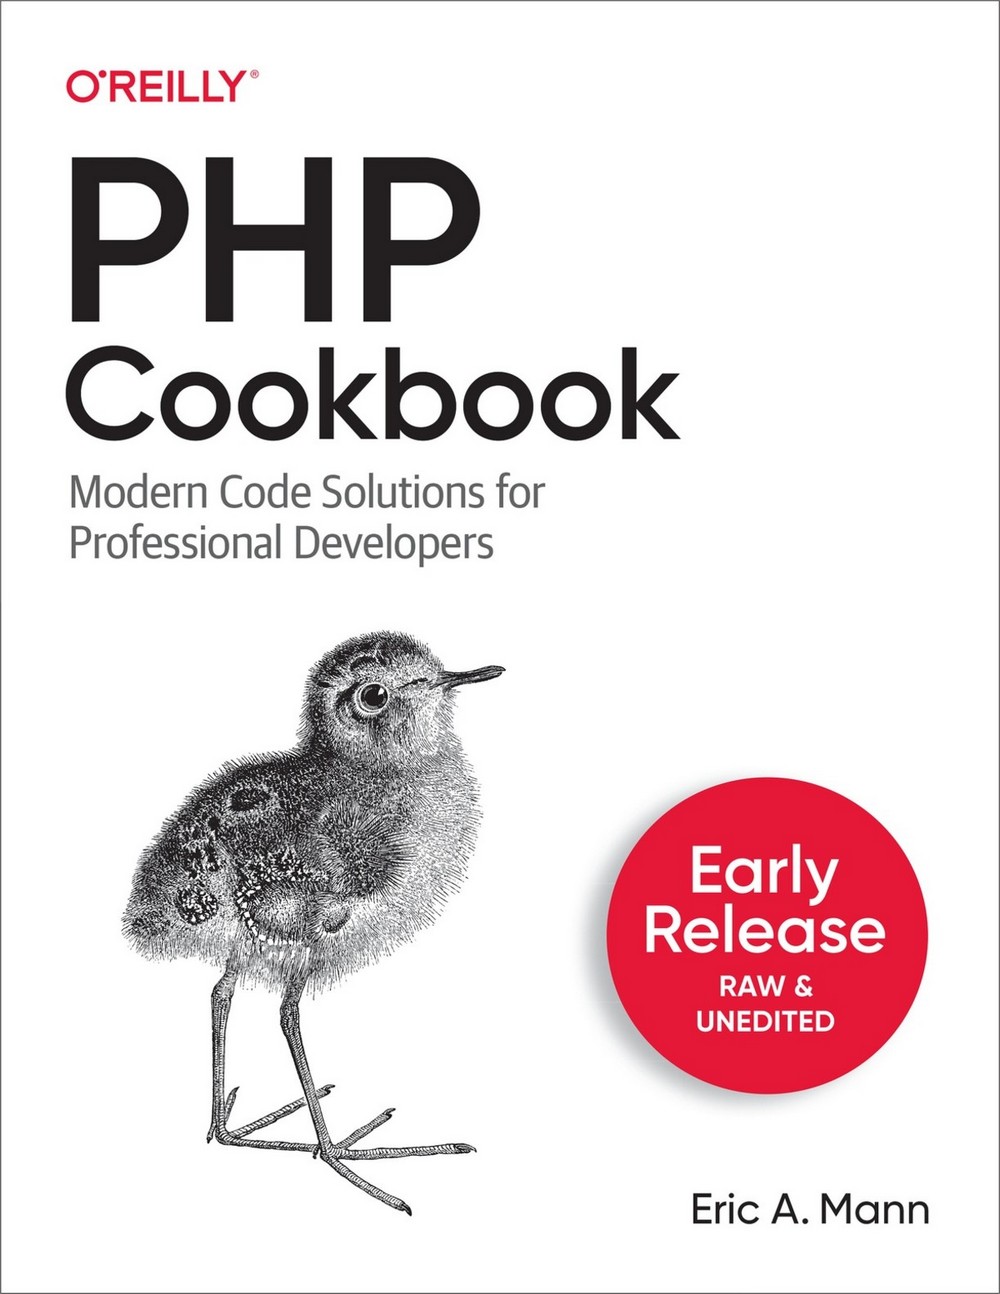 O'REILLY®
PHP
Cookbook
Modern Code Solutions for
Professional Developers
Early
Release
RAW &
UNEDITED
Eric A. Mann